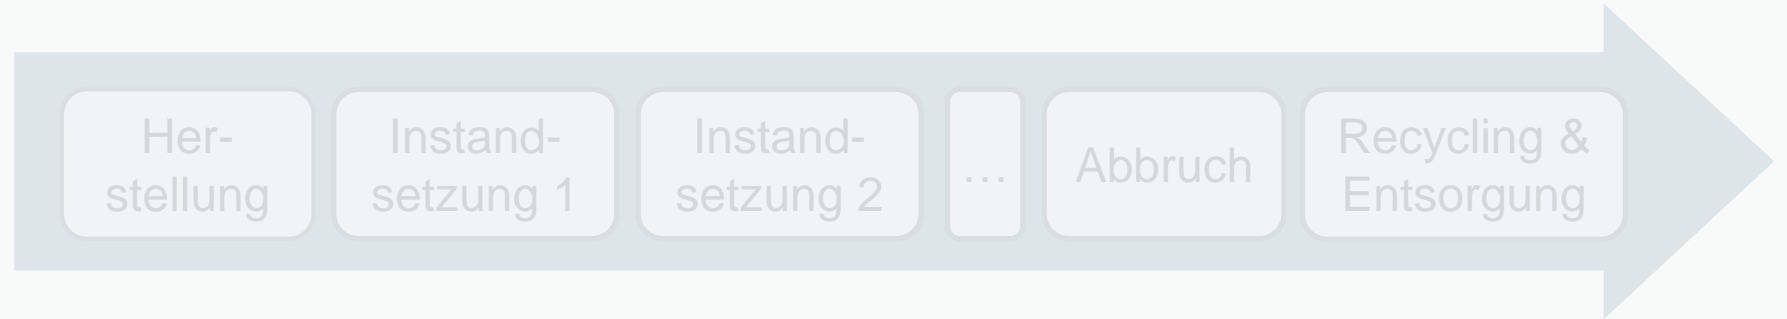 Her-
stellung
Instand-
setzung 1
Instand-
setzung 2
…
Abbruch
Recycling &
Entsorgung